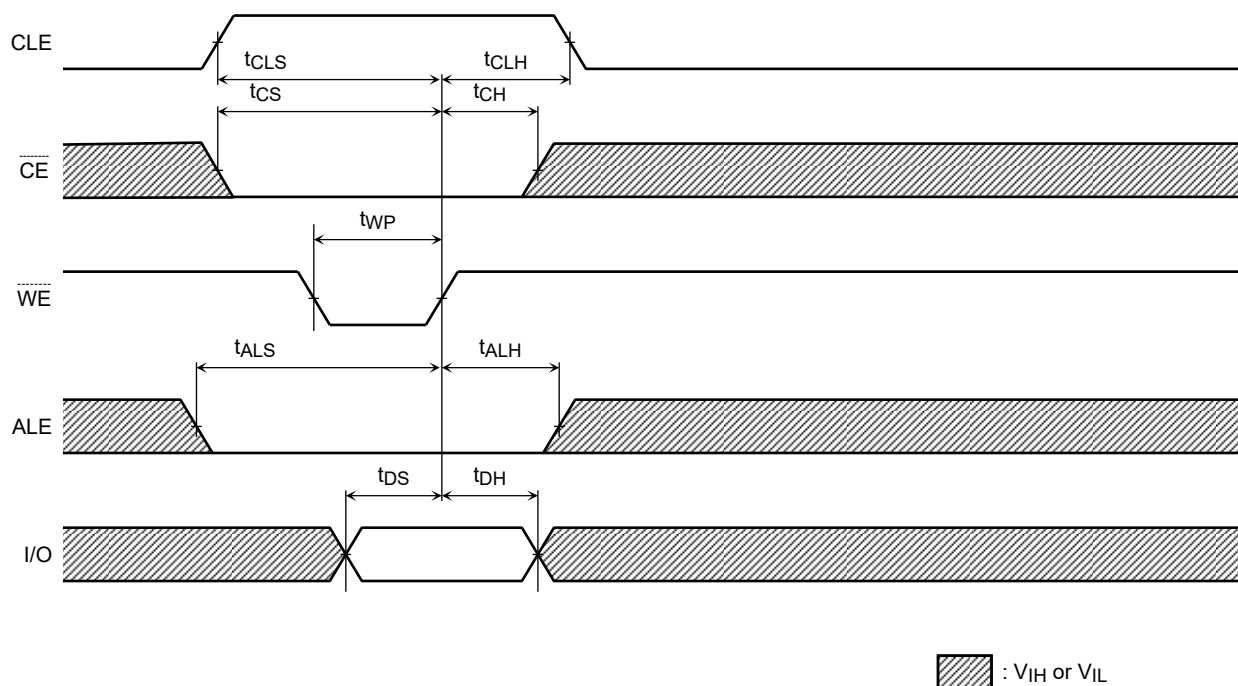 CLE
tCLS tCLH
tCS tCH
CE
tWP
WE
tALS tALH
ALE
tDS tDH
I/O
: VIH or VIL